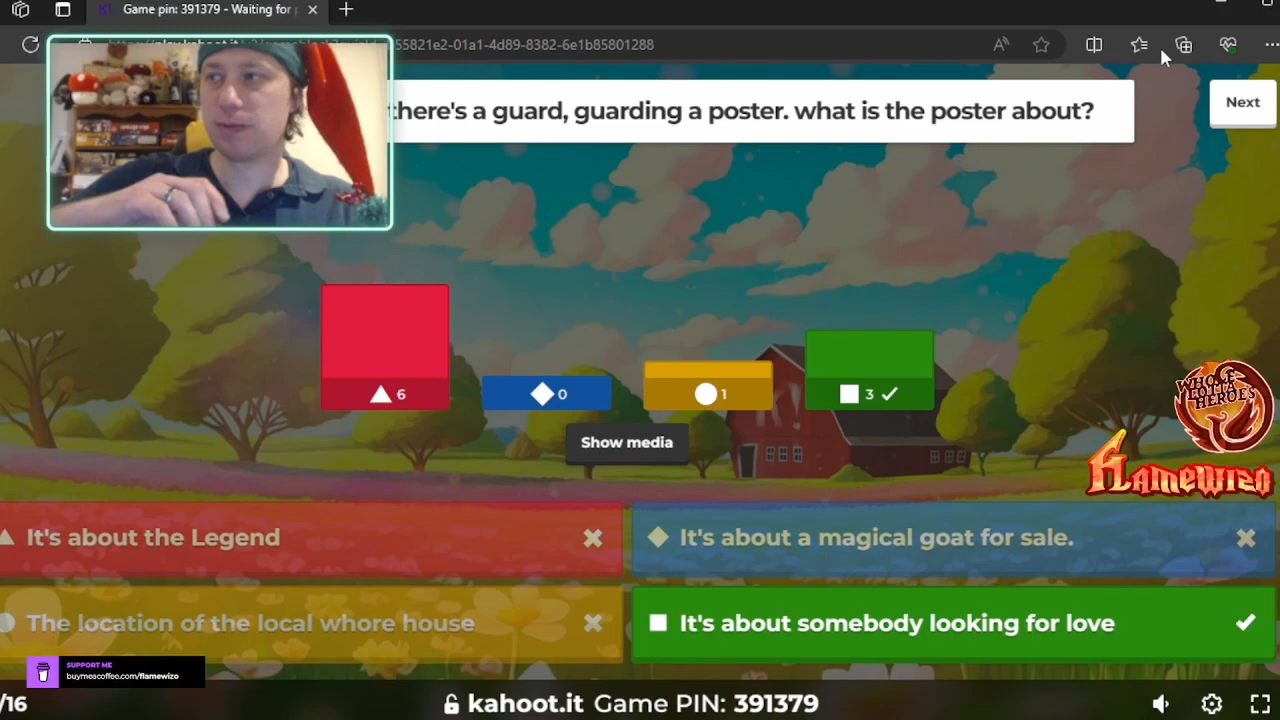 Game pin: 391379 - Waiting for
55821e2-01a1-4d89-8382-6e1b85801288
there's a guard, guarding a poster. what is the poster about?
Next
6
0
1
3
Show media
WHOLE LOTTA HEROES
FLAMEWIZO
It's about the Legend
It's about a magical goat for sale.
The location of the local whore house
It's about somebody looking for love
SUPPORT ME
buymeacoffee.com/flamewizo
/16
kahoot.it Game PIN: 391379